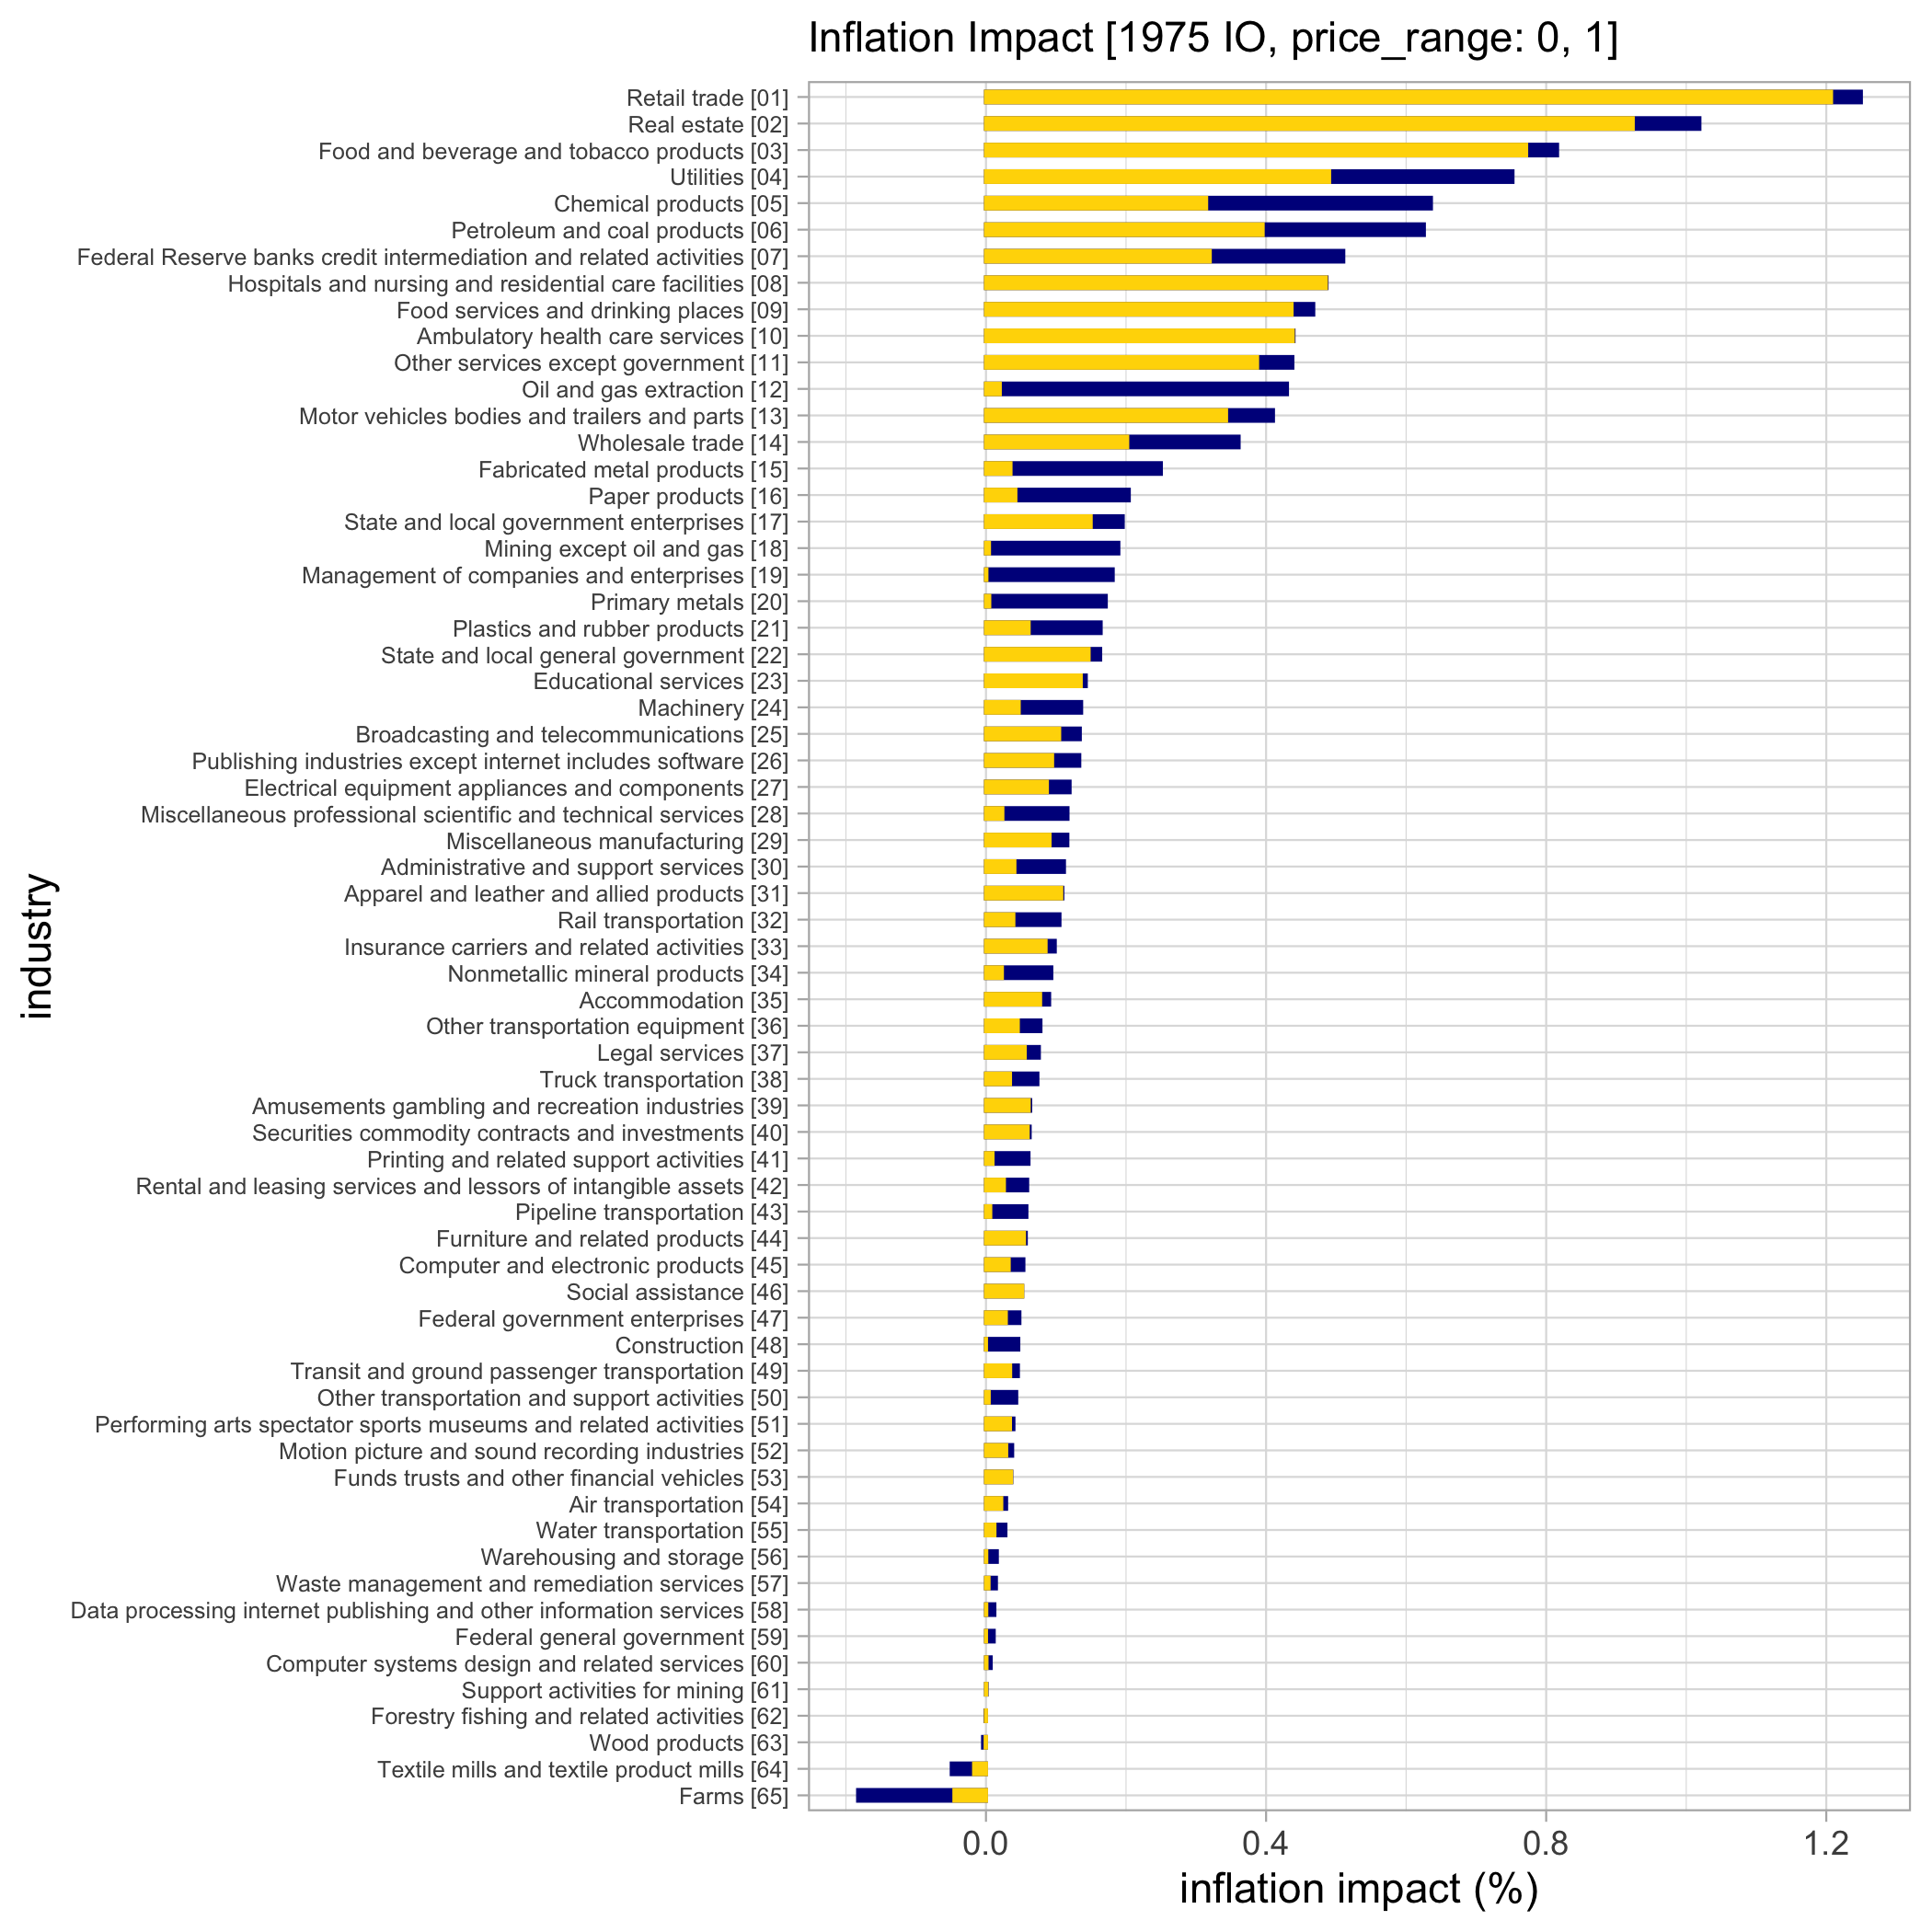 Inflation Impact [1975 IO, price_range: 0, 1]
Retail trade [01]
Real estate [02]
Food and beverage and tobacco products [03]
Utilities [04]
Chemical products [05]
Petroleum and coal products [06]
Federal Reserve banks credit intermediation and related activities [07]
Hospitals and nursing and residential care facilities [08]
Food services and drinking places [09]
Ambulatory health care services [10]
Other services except government [11]
Oil and gas extraction [12]
Motor vehicles bodies and trailers and parts [13]
Wholesale trade [14]
Fabricated metal products [15]
Paper products [16]
State and local government enterprises [17]
Mining except oil and gas [18]
Management of companies and enterprises [19]
Primary metals [20]
Plastics and rubber products [21]
State and local general government [22]
Educational services [23]
Machinery [24]
Broadcasting and telecommunications [25]
Publishing industries except internet includes software [26]
Electrical equipment appliances and components [27]
Miscellaneous professional scientific and technical services [28]
Miscellaneous manufacturing [29]
Administrative and support services [30]
Apparel and leather and allied products [31]
Rail transportation [32]
Insurance carriers and related activities [33]
Nonmetallic mineral products [34]
Accommodation [35]
Other transportation equipment [36]
Legal services [37]
Truck transportation [38]
Amusements gambling and recreation industries [39]
Securities commodity contracts and investments [40]
Printing and related support activities [41]
Rental and leasing services and lessors of intangible assets [42]
Pipeline transportation [43]
Furniture and related products [44]
Computer and electronic products [45]
Social assistance [46]
Federal government enterprises [47]
Construction [48]
Transit and ground passenger transportation [49]
Other transportation and support activities [50]
Performing arts spectator sports museums and related activities [51]
Motion picture and sound recording industries [52]
Funds trusts and other financial vehicles [53]
Air transportation [54]
Water transportation [55]
Warehousing and storage [56]
Waste management and remediation services [57]
Data processing internet publishing and other information services [58]
Federal general government [59]
Computer systems design and related services [60]
Support activities for mining [61]
Forestry fishing and related activities [62]
Wood products [63]
Textile mills and textile product mills [64]
Farms [65]
industry
0.0 0.4 0.8 1.2
inflation impact (%)